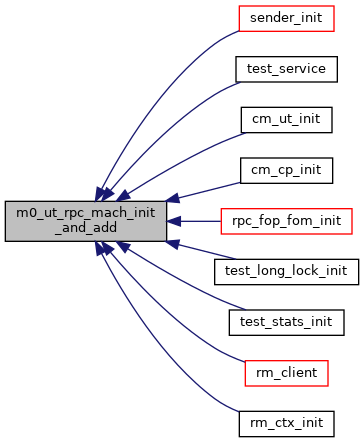 sender_init
test_service
cm_ut_init
cm_cp_init
m0_ut_rpc_mach_init
_and_add
rpc_fop_fom_init
test_long_lock_init
test_stats_init
rm_client
rm_ctx_init